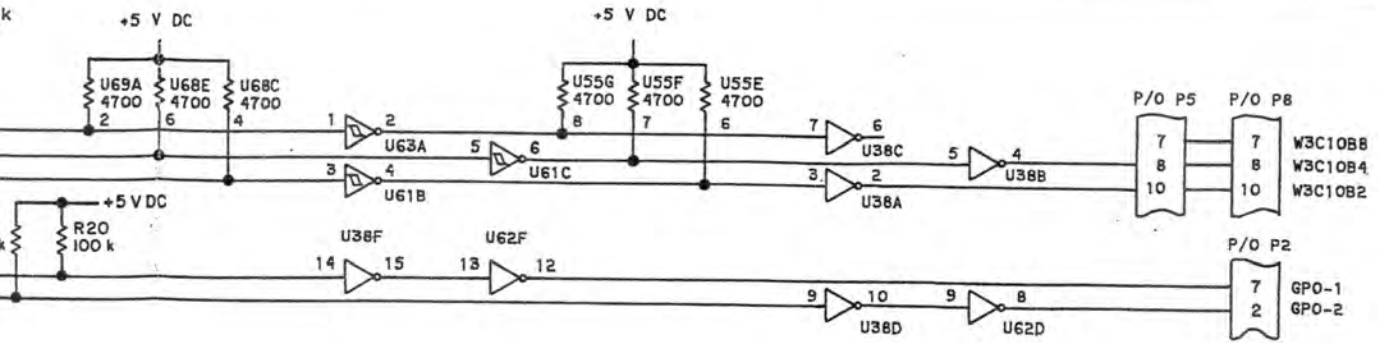 k
+5 V DC
+5 V DC
U69A
4700
2
U68E
4700
6
U68C
4700
4
U55G
4700
8
U55F
4700
7
U55E
4700
6
P/O P5
P/O P8
1
2
U63A
7
6
U38C
7
7
W3C10B8
5
6
U61C
5
4
U38B
8
8
W3C10B4
3
4
U61B
3.
2
U38A
10
10
W3C10B2
+5 V DC
k
R20
100 k
U38F
14
15
U62F
13
12
P/O P2
7
GPO-1
9
10
U38D
9
8
U62D
2
GPO-2